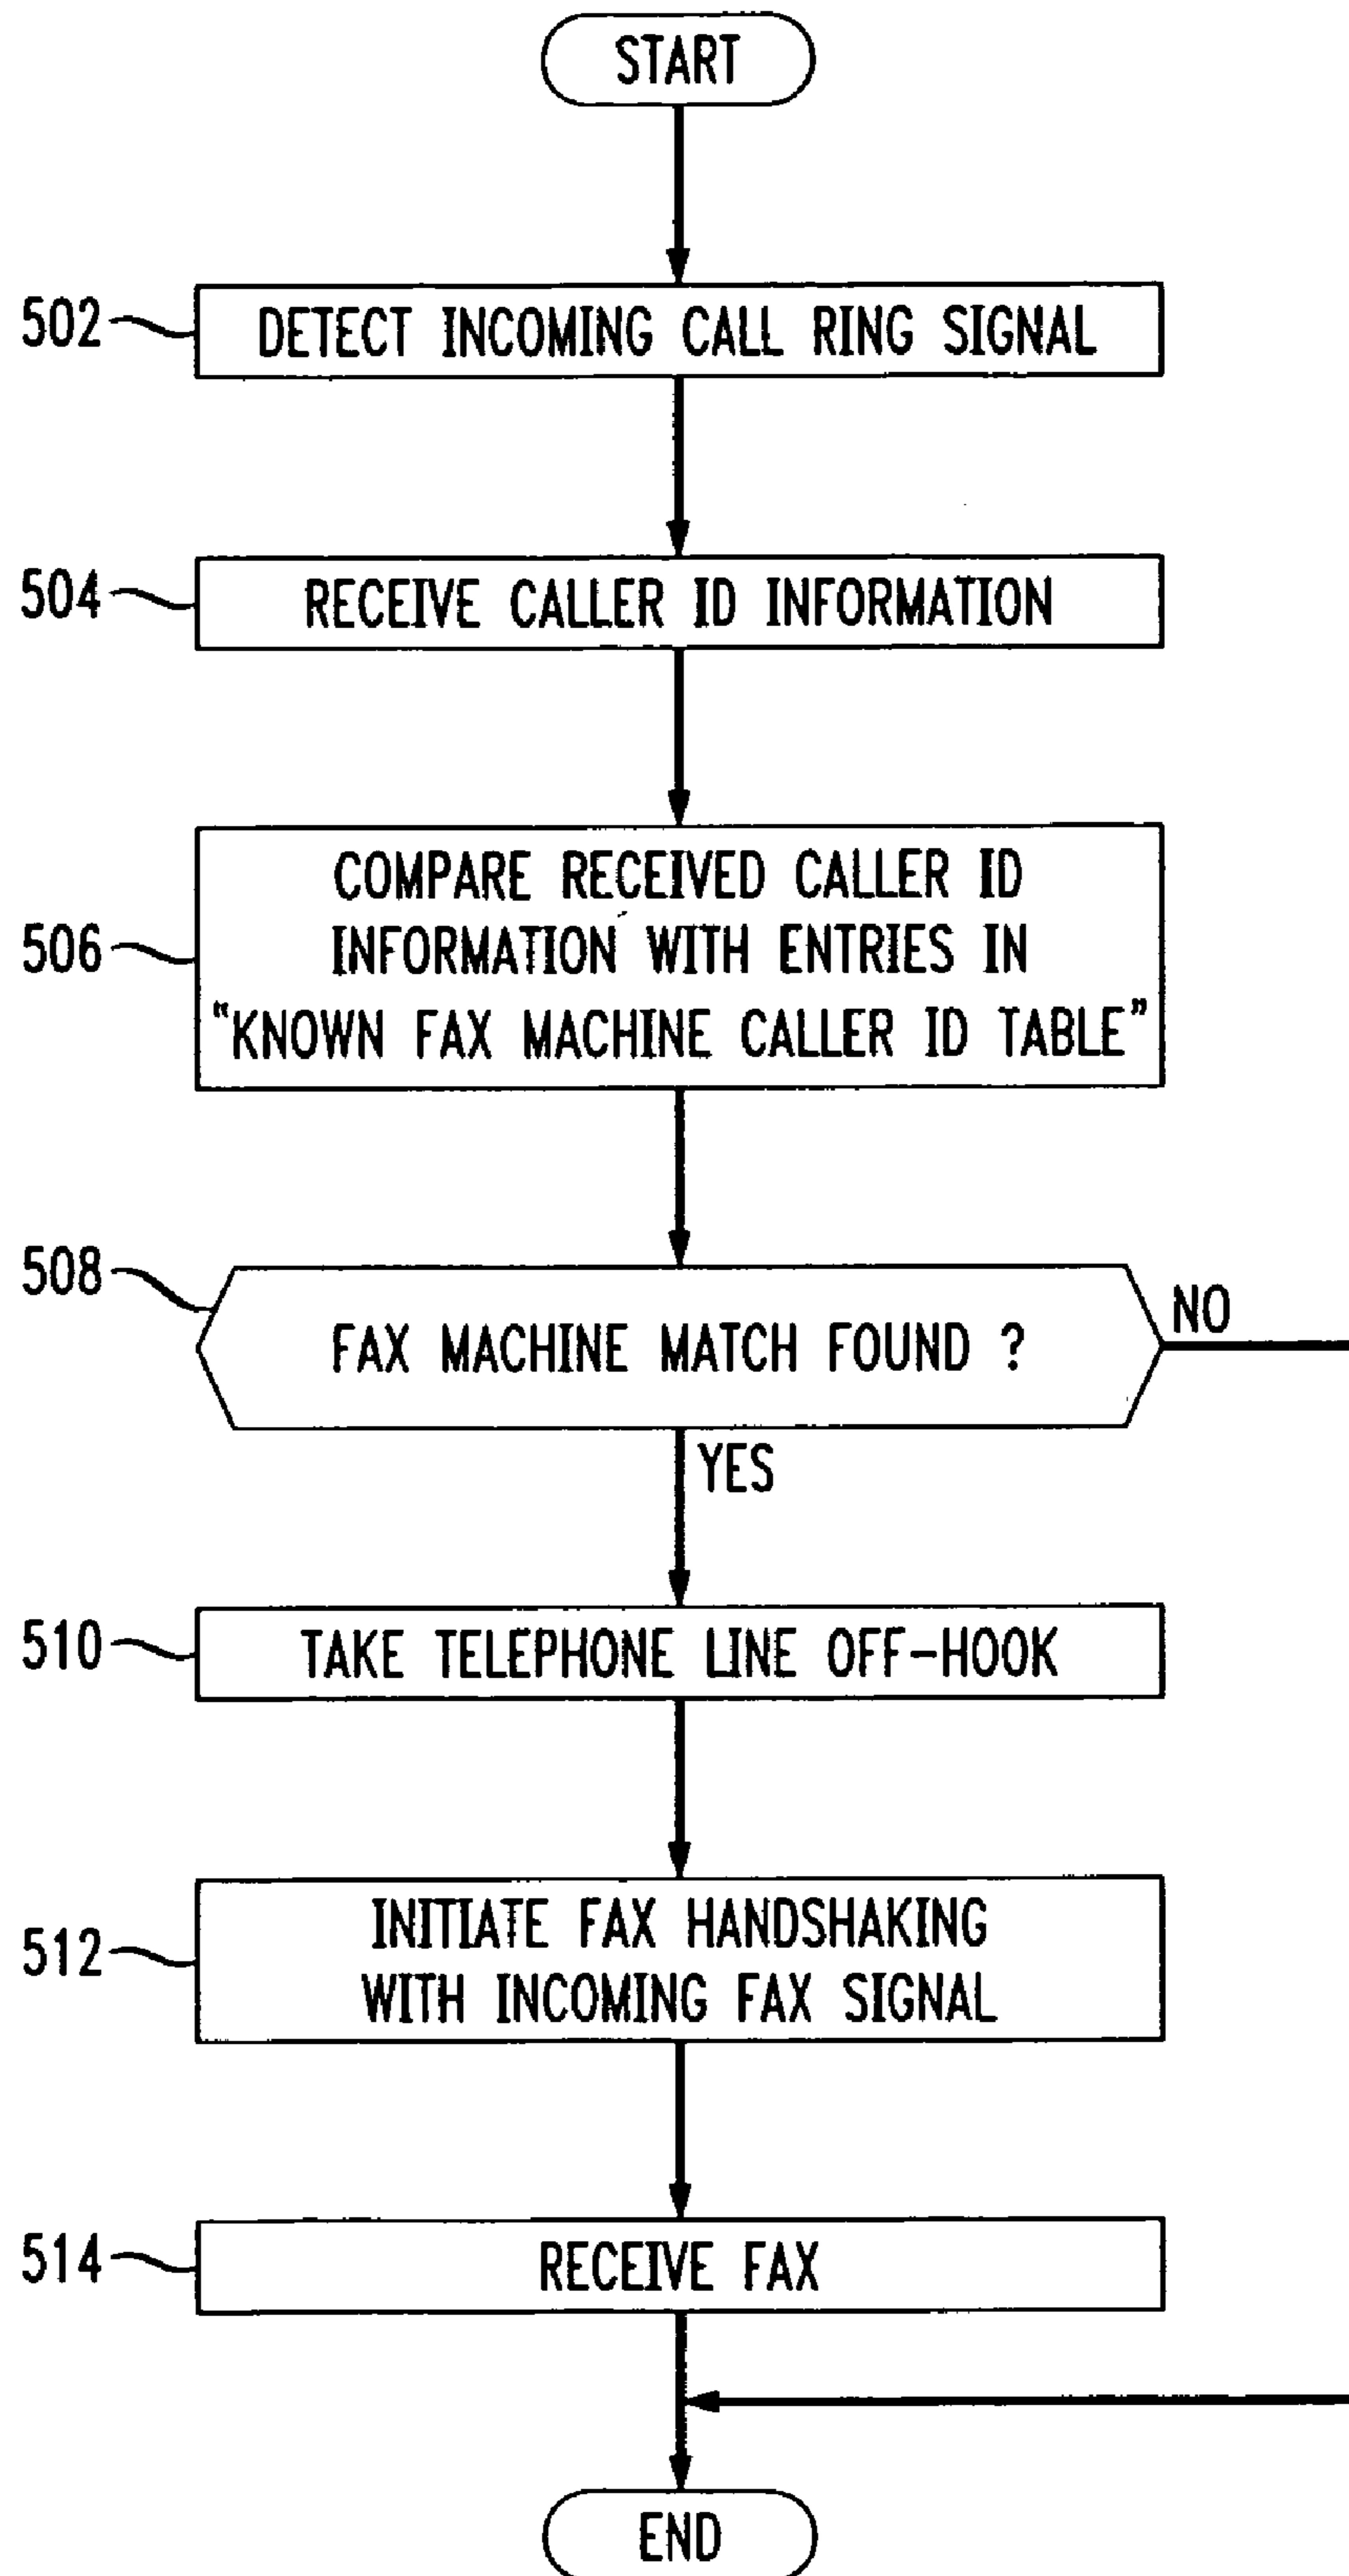 START
502
DETECT INCOMING CALL RING SIGNAL
504
RECEIVE CALLER ID INFORMATION
506
COMPARE RECEIVED CALLER ID
INFORMATION WITH ENTRIES IN
"KNOWN FAX MACHINE CALLER ID TABLE"
508
FAX MACHINE MATCH FOUND ?
NO
YES
510
TAKE TELEPHONE LINE OFF-HOOK
512
INITIATE FAX HANDSHAKING
WITH INCOMING FAX SIGNAL
514
RECEIVE FAX
END